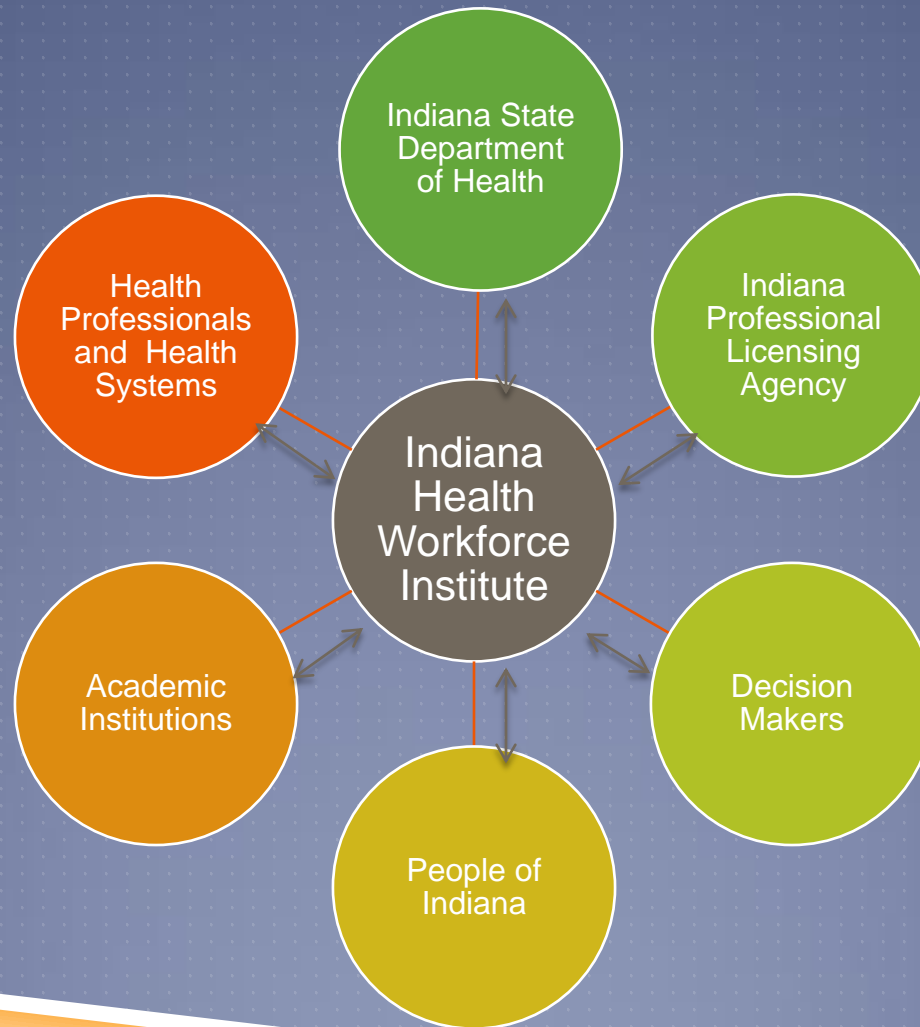 Indiana State
Department
of Health
Health
Professionals
and Health
Systems
Indiana
Professional
Licensing
Agency
Indiana
Health
Workforce
Institute
Academic
Institutions
Decision
Makers
People of
Indiana